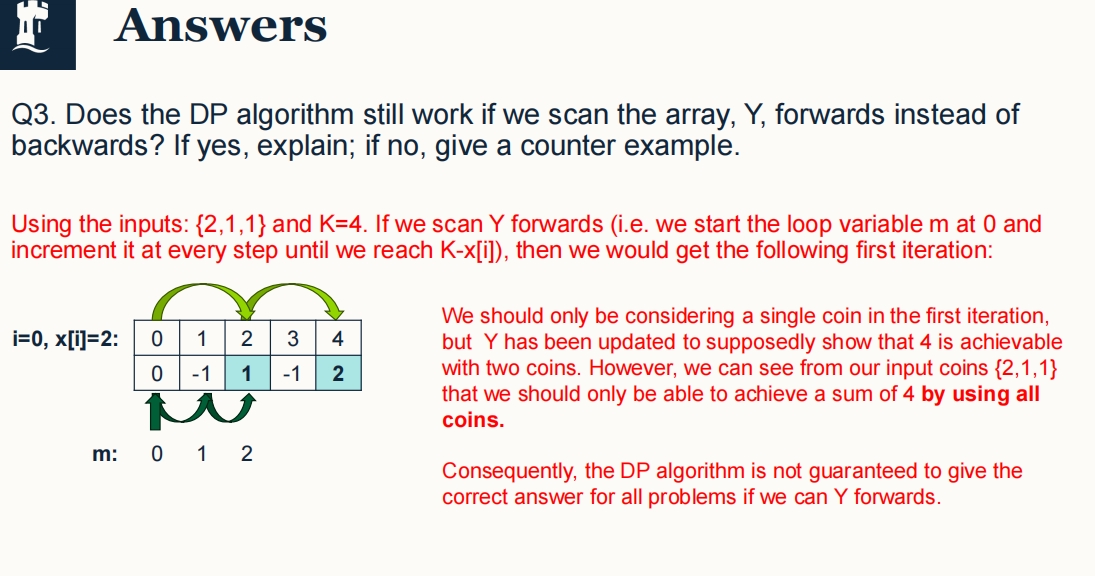 Answers
Q3. Does the DP algorithm still work if we scan the array, Y, forwards instead of
backwards? If yes, explain; if no, give a counter example.
Using the inputs: {2,1,1} and K=4. If we scan Y forwards (i.e. we start the loop variable m at 0 and
increment it at every step until we reach K-x[i]), then we would get the following first iteration:
i=0, x[i]=2: 0 1 2 3 4
0 -1 1 -1 2
m: 0 1 2
We should only be considering a single coin in the first iteration,
but Y has been updated to supposedly show that 4 is achievable
with two coins. However, we can see from our input coins {2,1,1}
that we should only be able to achieve a sum of 4 by using all
coins.
Consequently, the DP algorithm is not guaranteed to give the
correct answer for all problems if we can Y forwards.